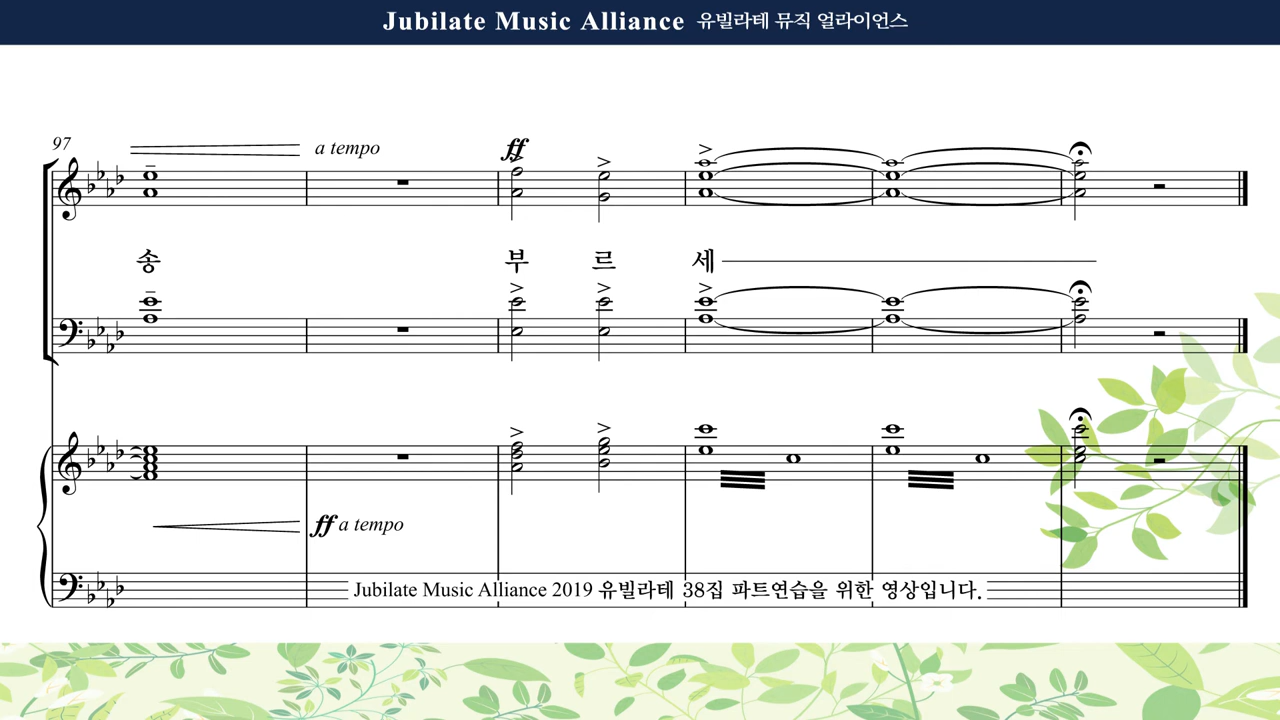 Jubilate Music Alliance 유빌라테 뮤직 얼라이언스
97
a tempo
ff
송 부 르 세
ff a tempo
Jubilate Music Alliance 2019 유빌라테 38집 파트연습을 위한 영상입니다.